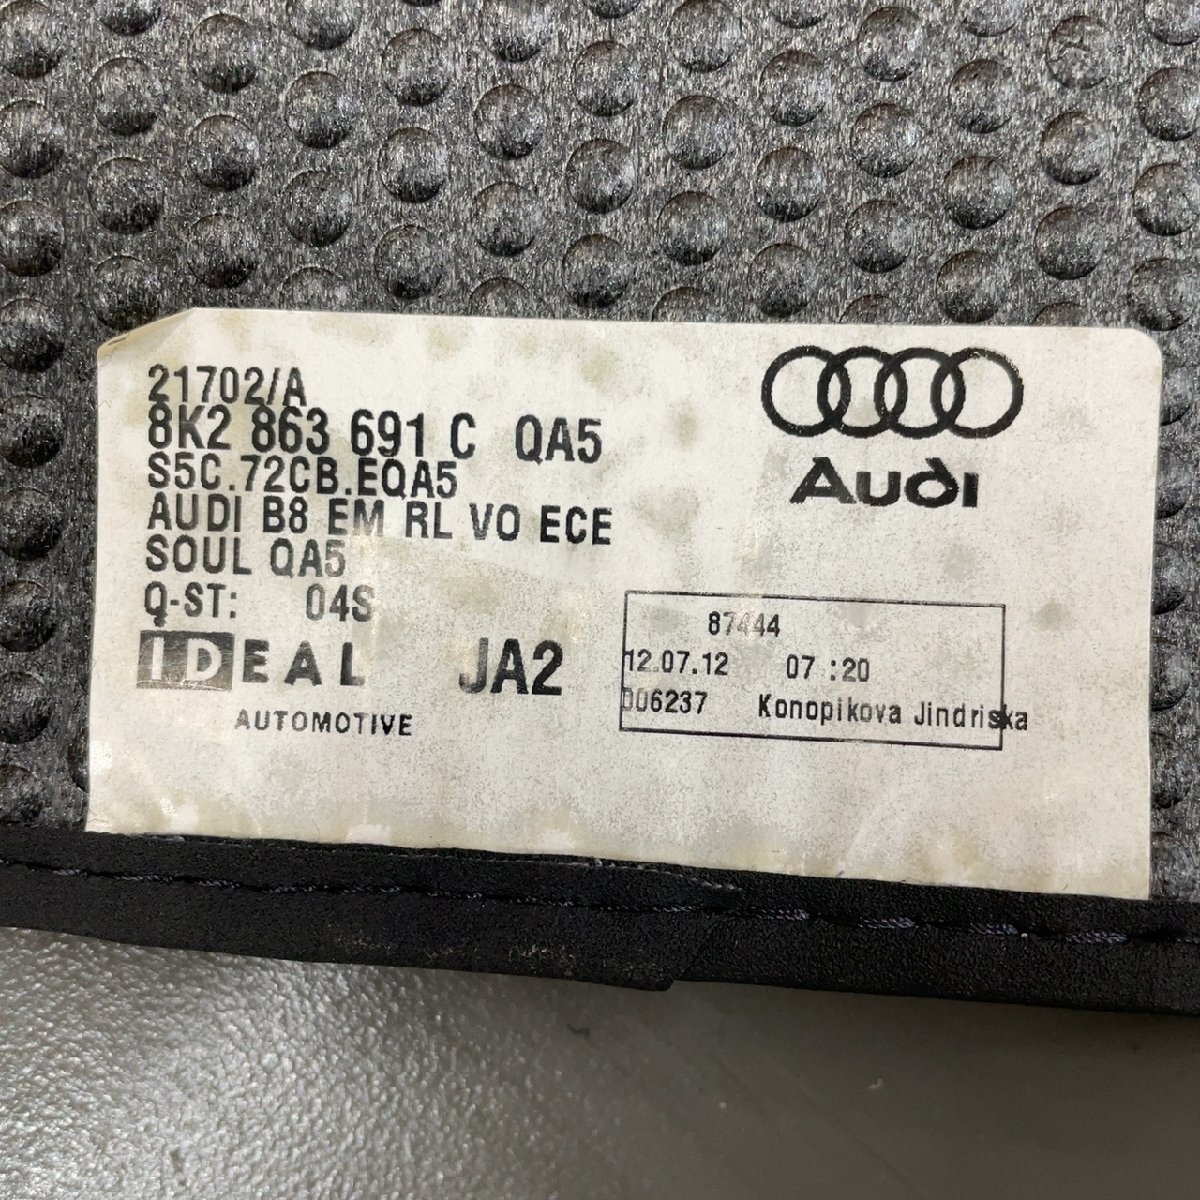 21702/A
8K2 863 691 C QA5
S5C.72CB.EQA5
AUDI B8 EM RL VO ECE
SOUL QA5
Q-ST: 04S
IDEAL JA2
AUTOMOTIVE
Audi
87444
12.07.12 07 :20
006237 Konopikova Jindriska